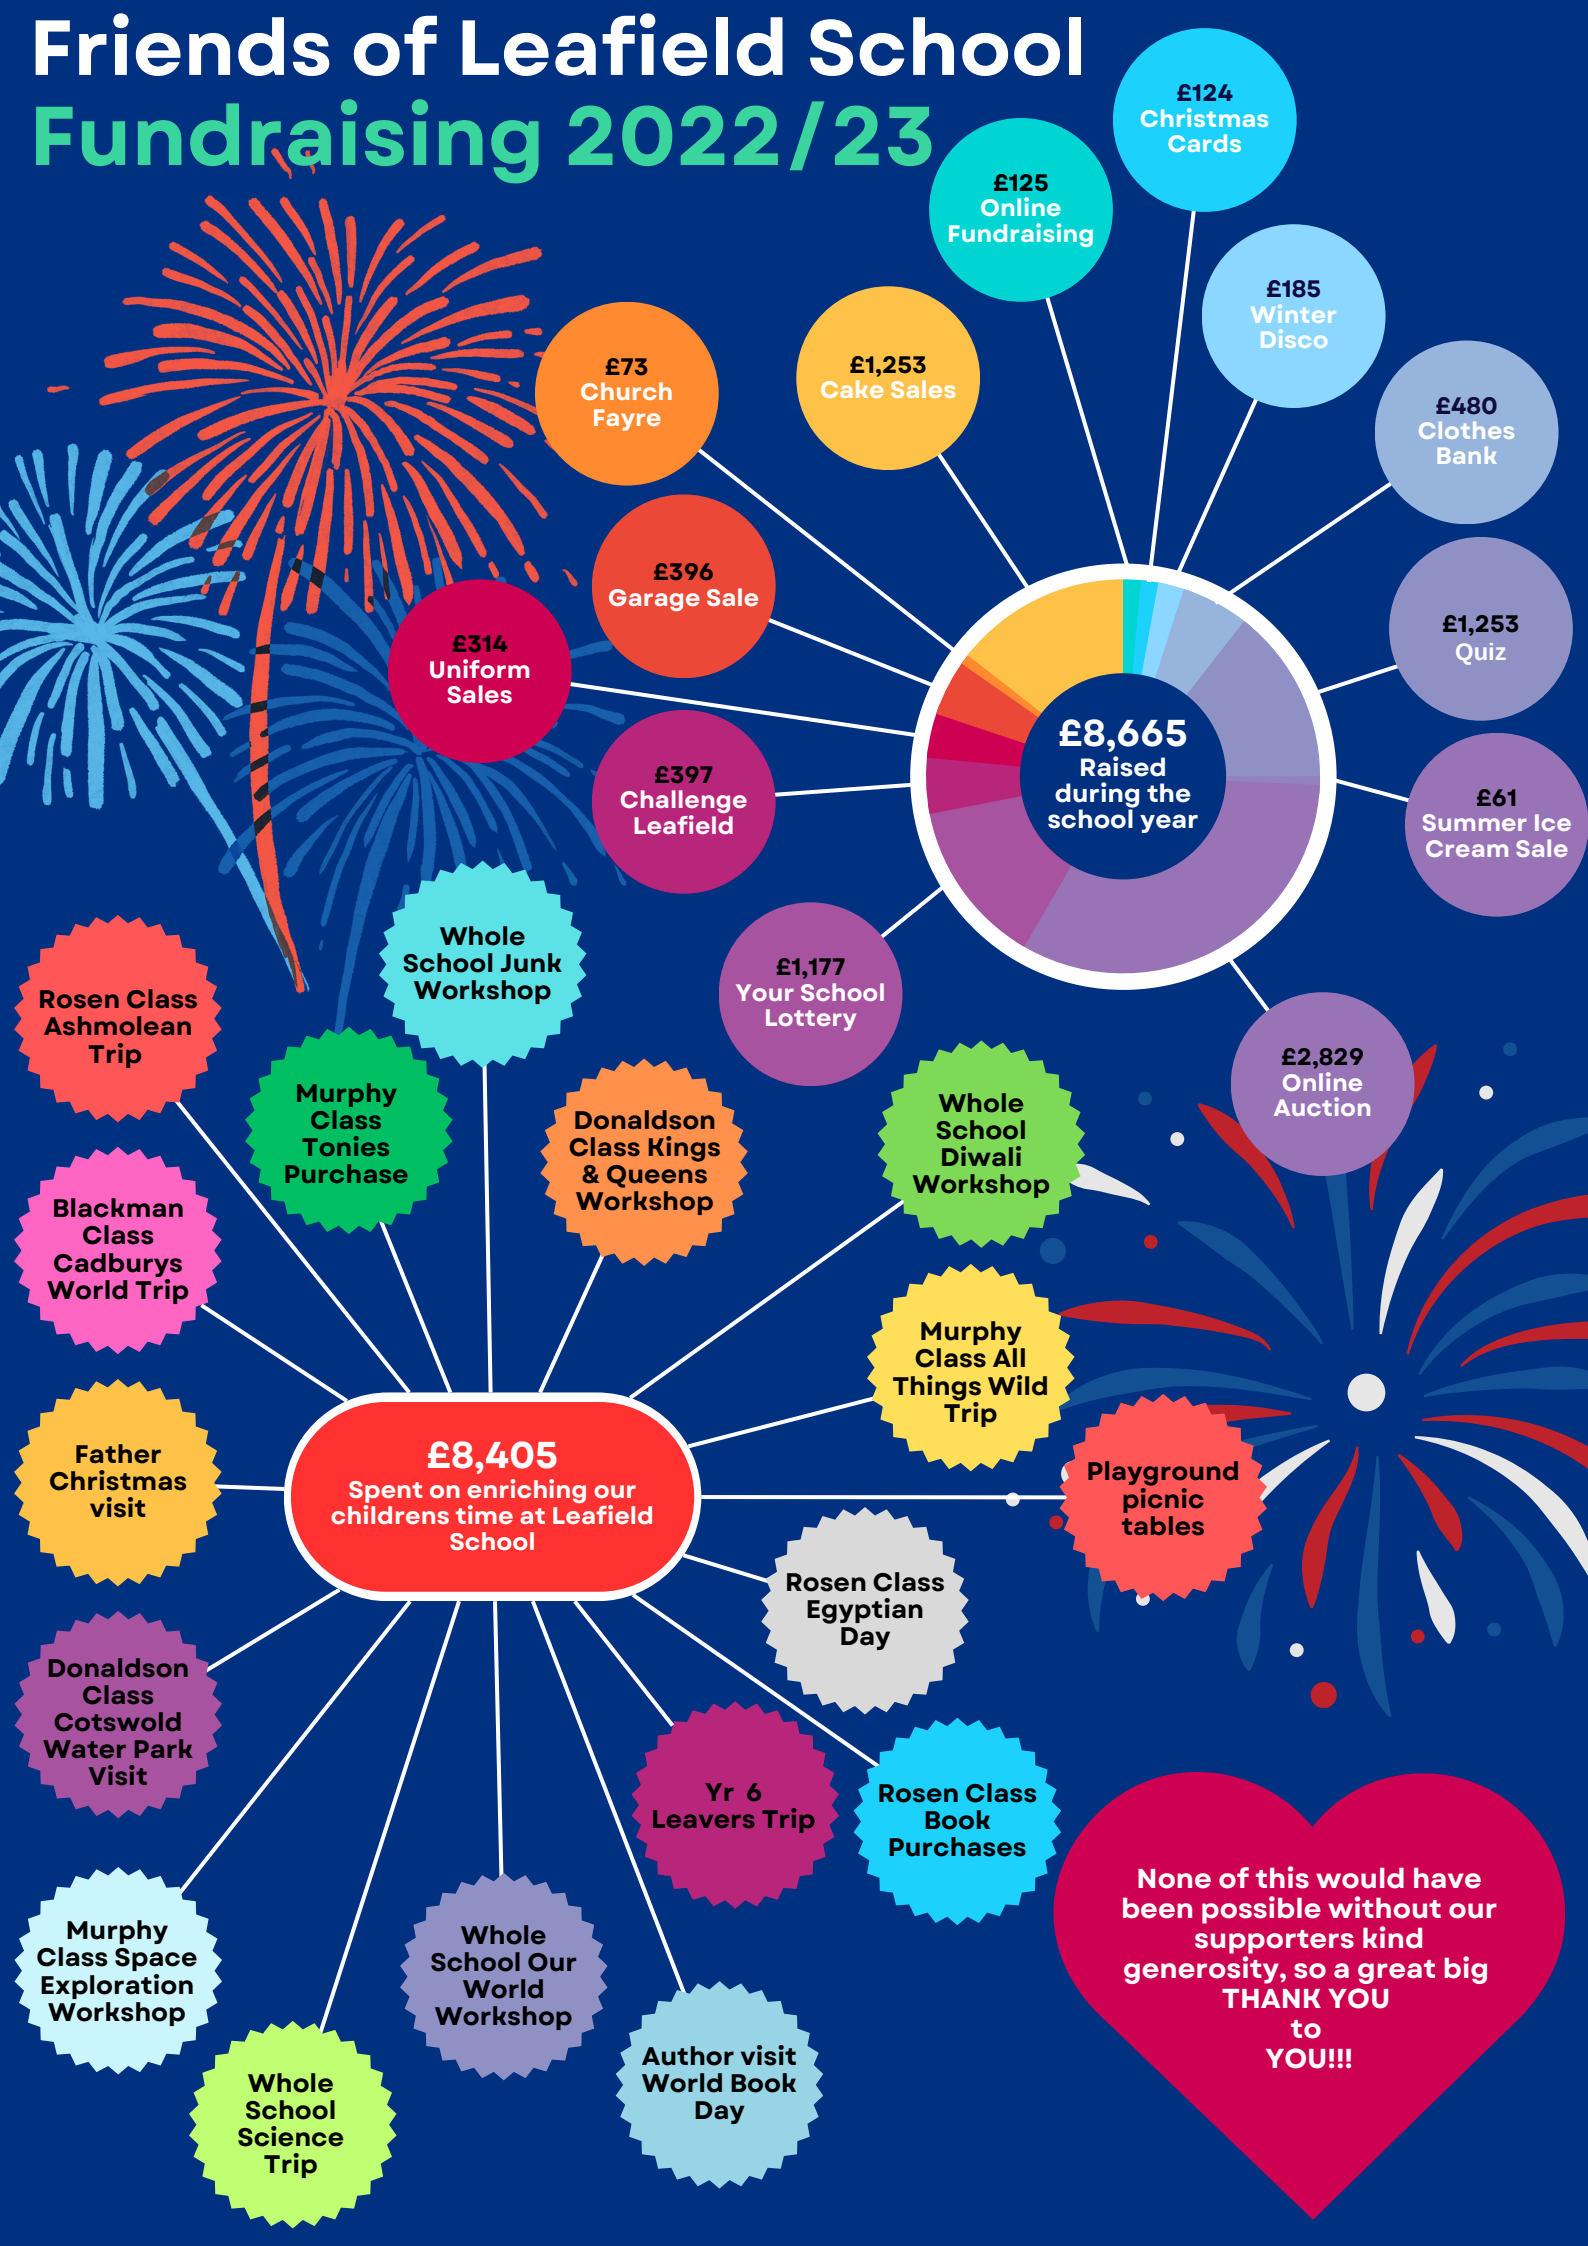 Friends of Leafield School
Fundraising 2022/23
£124
Christmas
Cards
£125
Online
Fundraising
£185
Winter
Disco
£73
Church
Fayre
£1,253
Cake Sales
£480
Clothes
Bank
£396
Garage Sale
£1,253
Quiz
£314
Uniform
Sales
£8,665
Raised
during the
school year
£397
Challenge
Leafield
£61
Summer Ice
Cream Sale
£1,177
Your School
Lottery
£2,829
Online
Auction
Whole
School Junk
Workshop
Rosen Class
Ashmolean
Trip
Murphy
Class
Tonies
Purchase
Donaldson
Class Kings
& Queens
Workshop
Whole
School
Diwali
Workshop
Blackman
Class
Cadburys
World Trip
Murphy
Class All
Things Wild
Trip
Father
Christmas
visit
£8,405
Spent on enriching our
childrens time at Leafield
School
Playground
picnic
tables
Rosen Class
Egyptian
Day
Donaldson
Class
Cotswold
Water Park
Visit
Yr 6
Leavers Trip
Rosen Class
Book
Purchases
Murphy
Class Space
Exploration
Workshop
Whole
School Our
World
Workshop
Author visit
World Book
Day
Whole
School
Science
Trip
None of this would have
been possible without our
supporters kind
generosity, so a great big
THANK YOU
to
YOU!!!